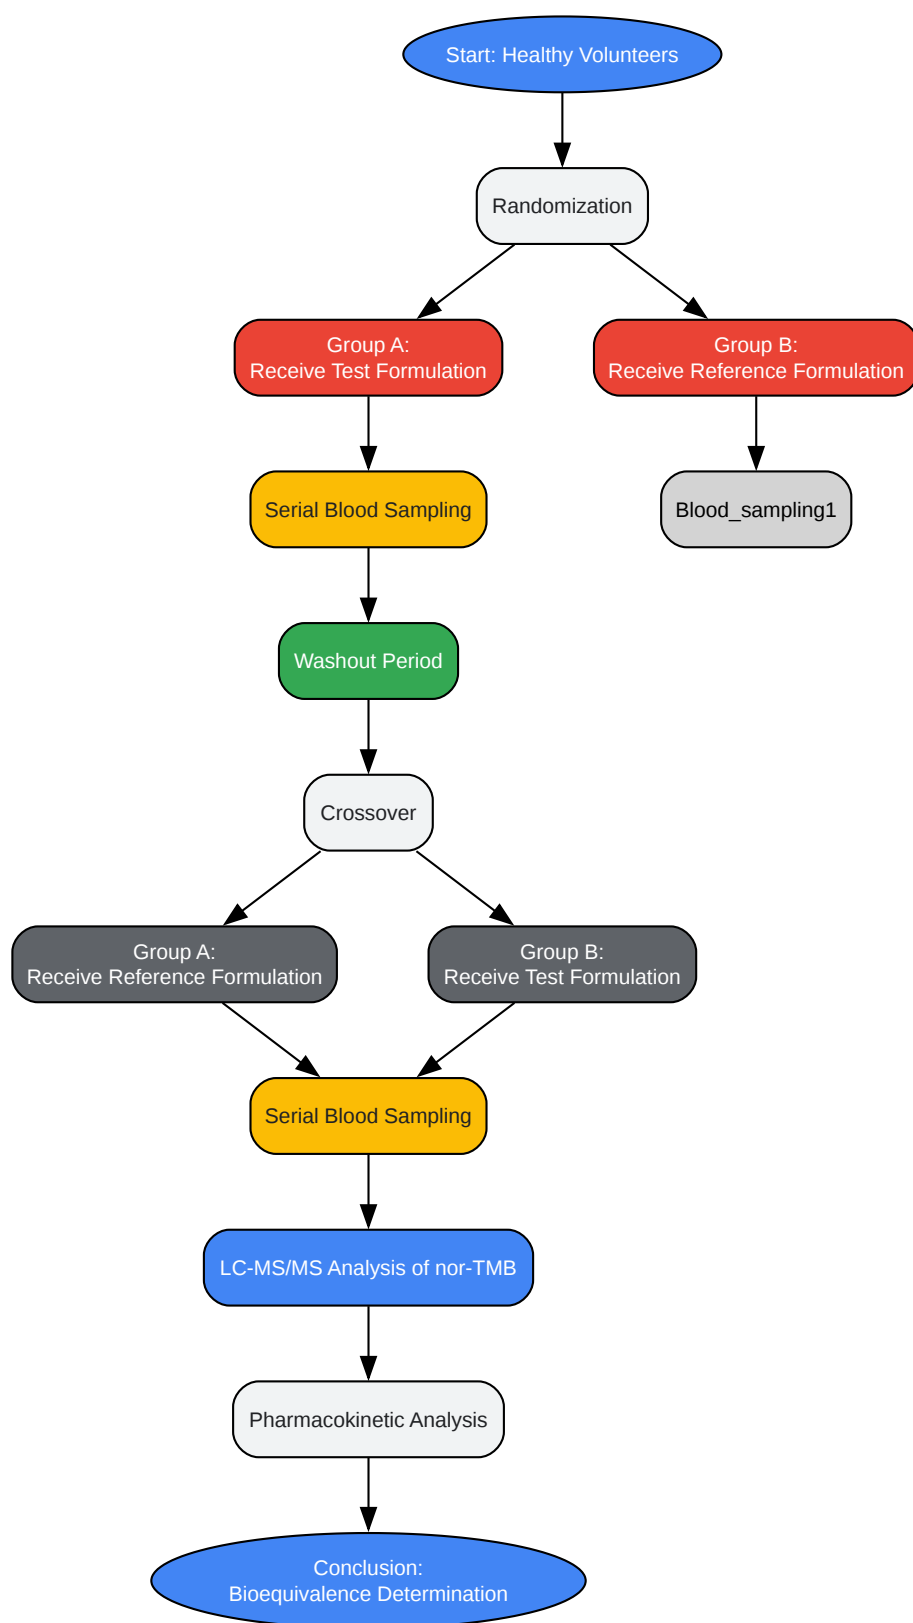 Start: Healthy Volunteers
Randomization
Group A:
Receive Test Formulation
Group B:
Receive Reference Formulation
Serial Blood Sampling
Blood_sampling1
Washout Period
Crossover
Group A:
Receive Reference Formulation
Group B:
Receive Test Formulation
Serial Blood Sampling
LC-MS/MS Analysis of nor-TMB
Pharmacokinetic Analysis
Conclusion:
Bioequivalence Determination